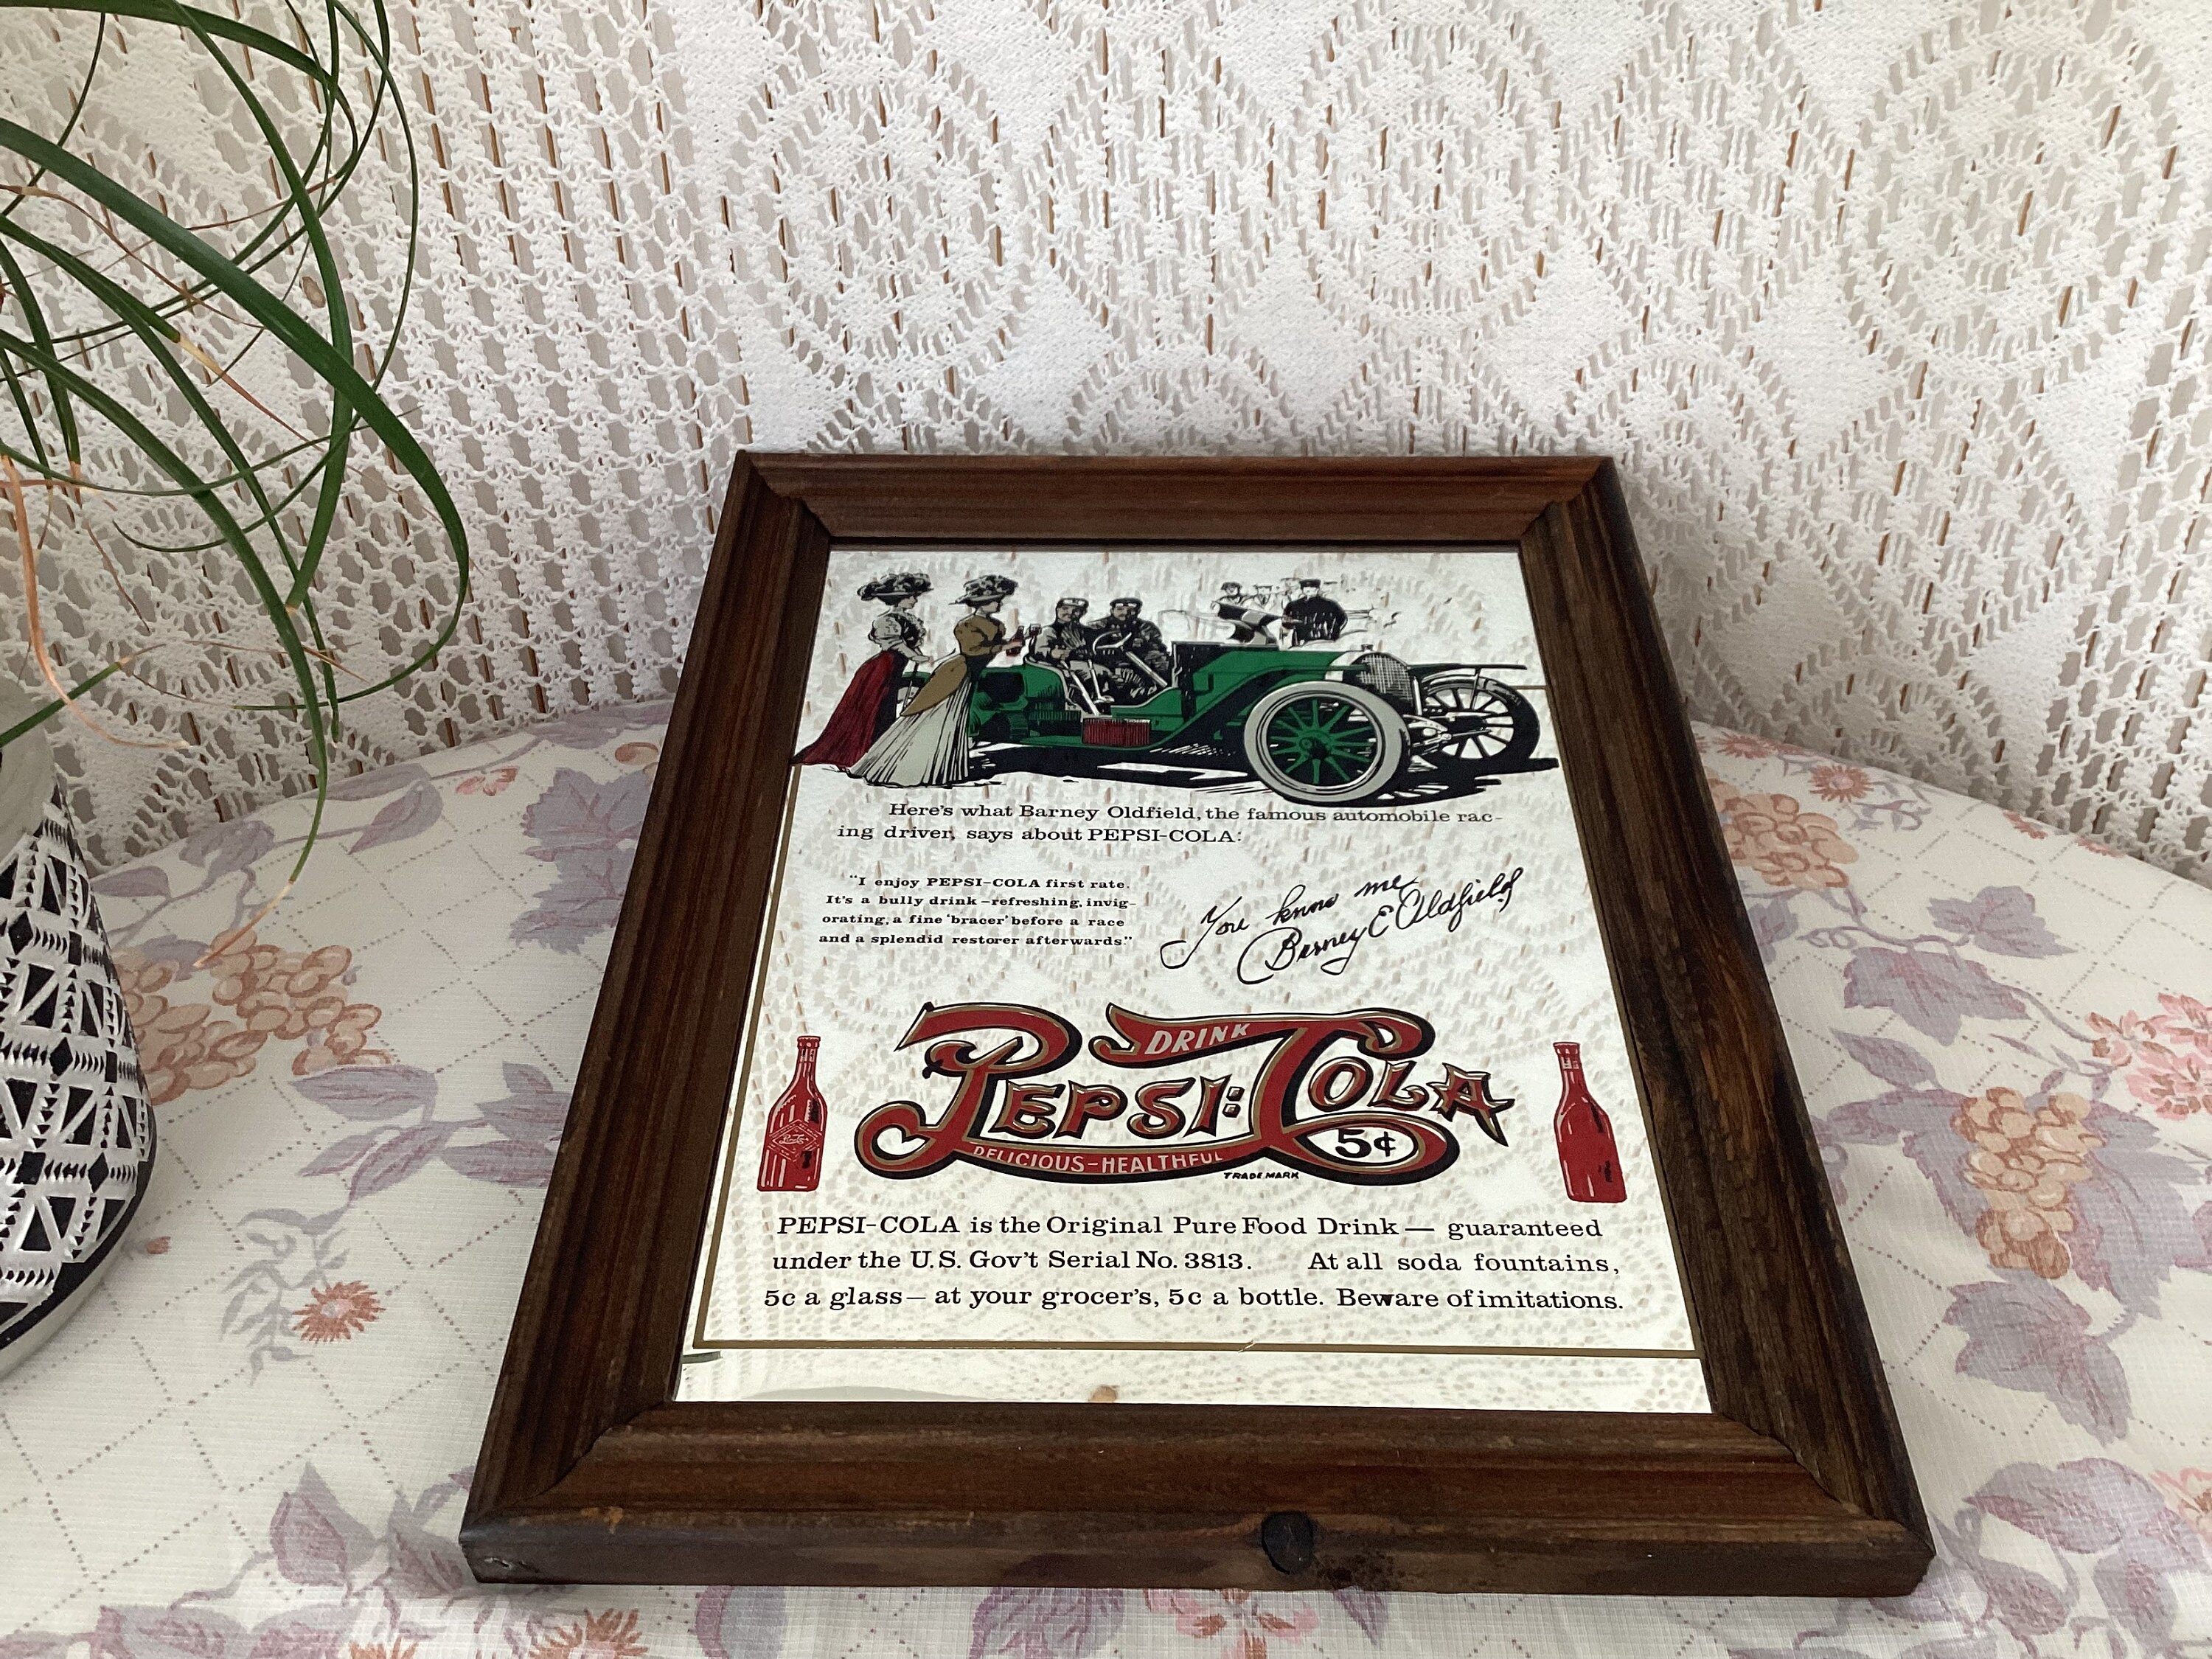 Here's what Barney Oldfield, the famous automobile rac-
ing driver, says about PEPSI-COLA:
"I enjoy PEPSI-COLA first rate.
It's a bully drink-refreshing, invig-
orating, a fine 'bracer' before a race
and a splendid restorer afterwards."
You know me
Barney E Oldfield
DRINK
PEPSI:COLA
5¢
DELICIOUS-HEALTHFUL
TRADE MARK
PEPSI-COLA is the Original Pure Food Drink — guaranteed
under the U.S. Gov't Serial No. 3813. At all soda fountains,
5c a glass — at your grocer's, 5c a bottle. Beware of imitations.